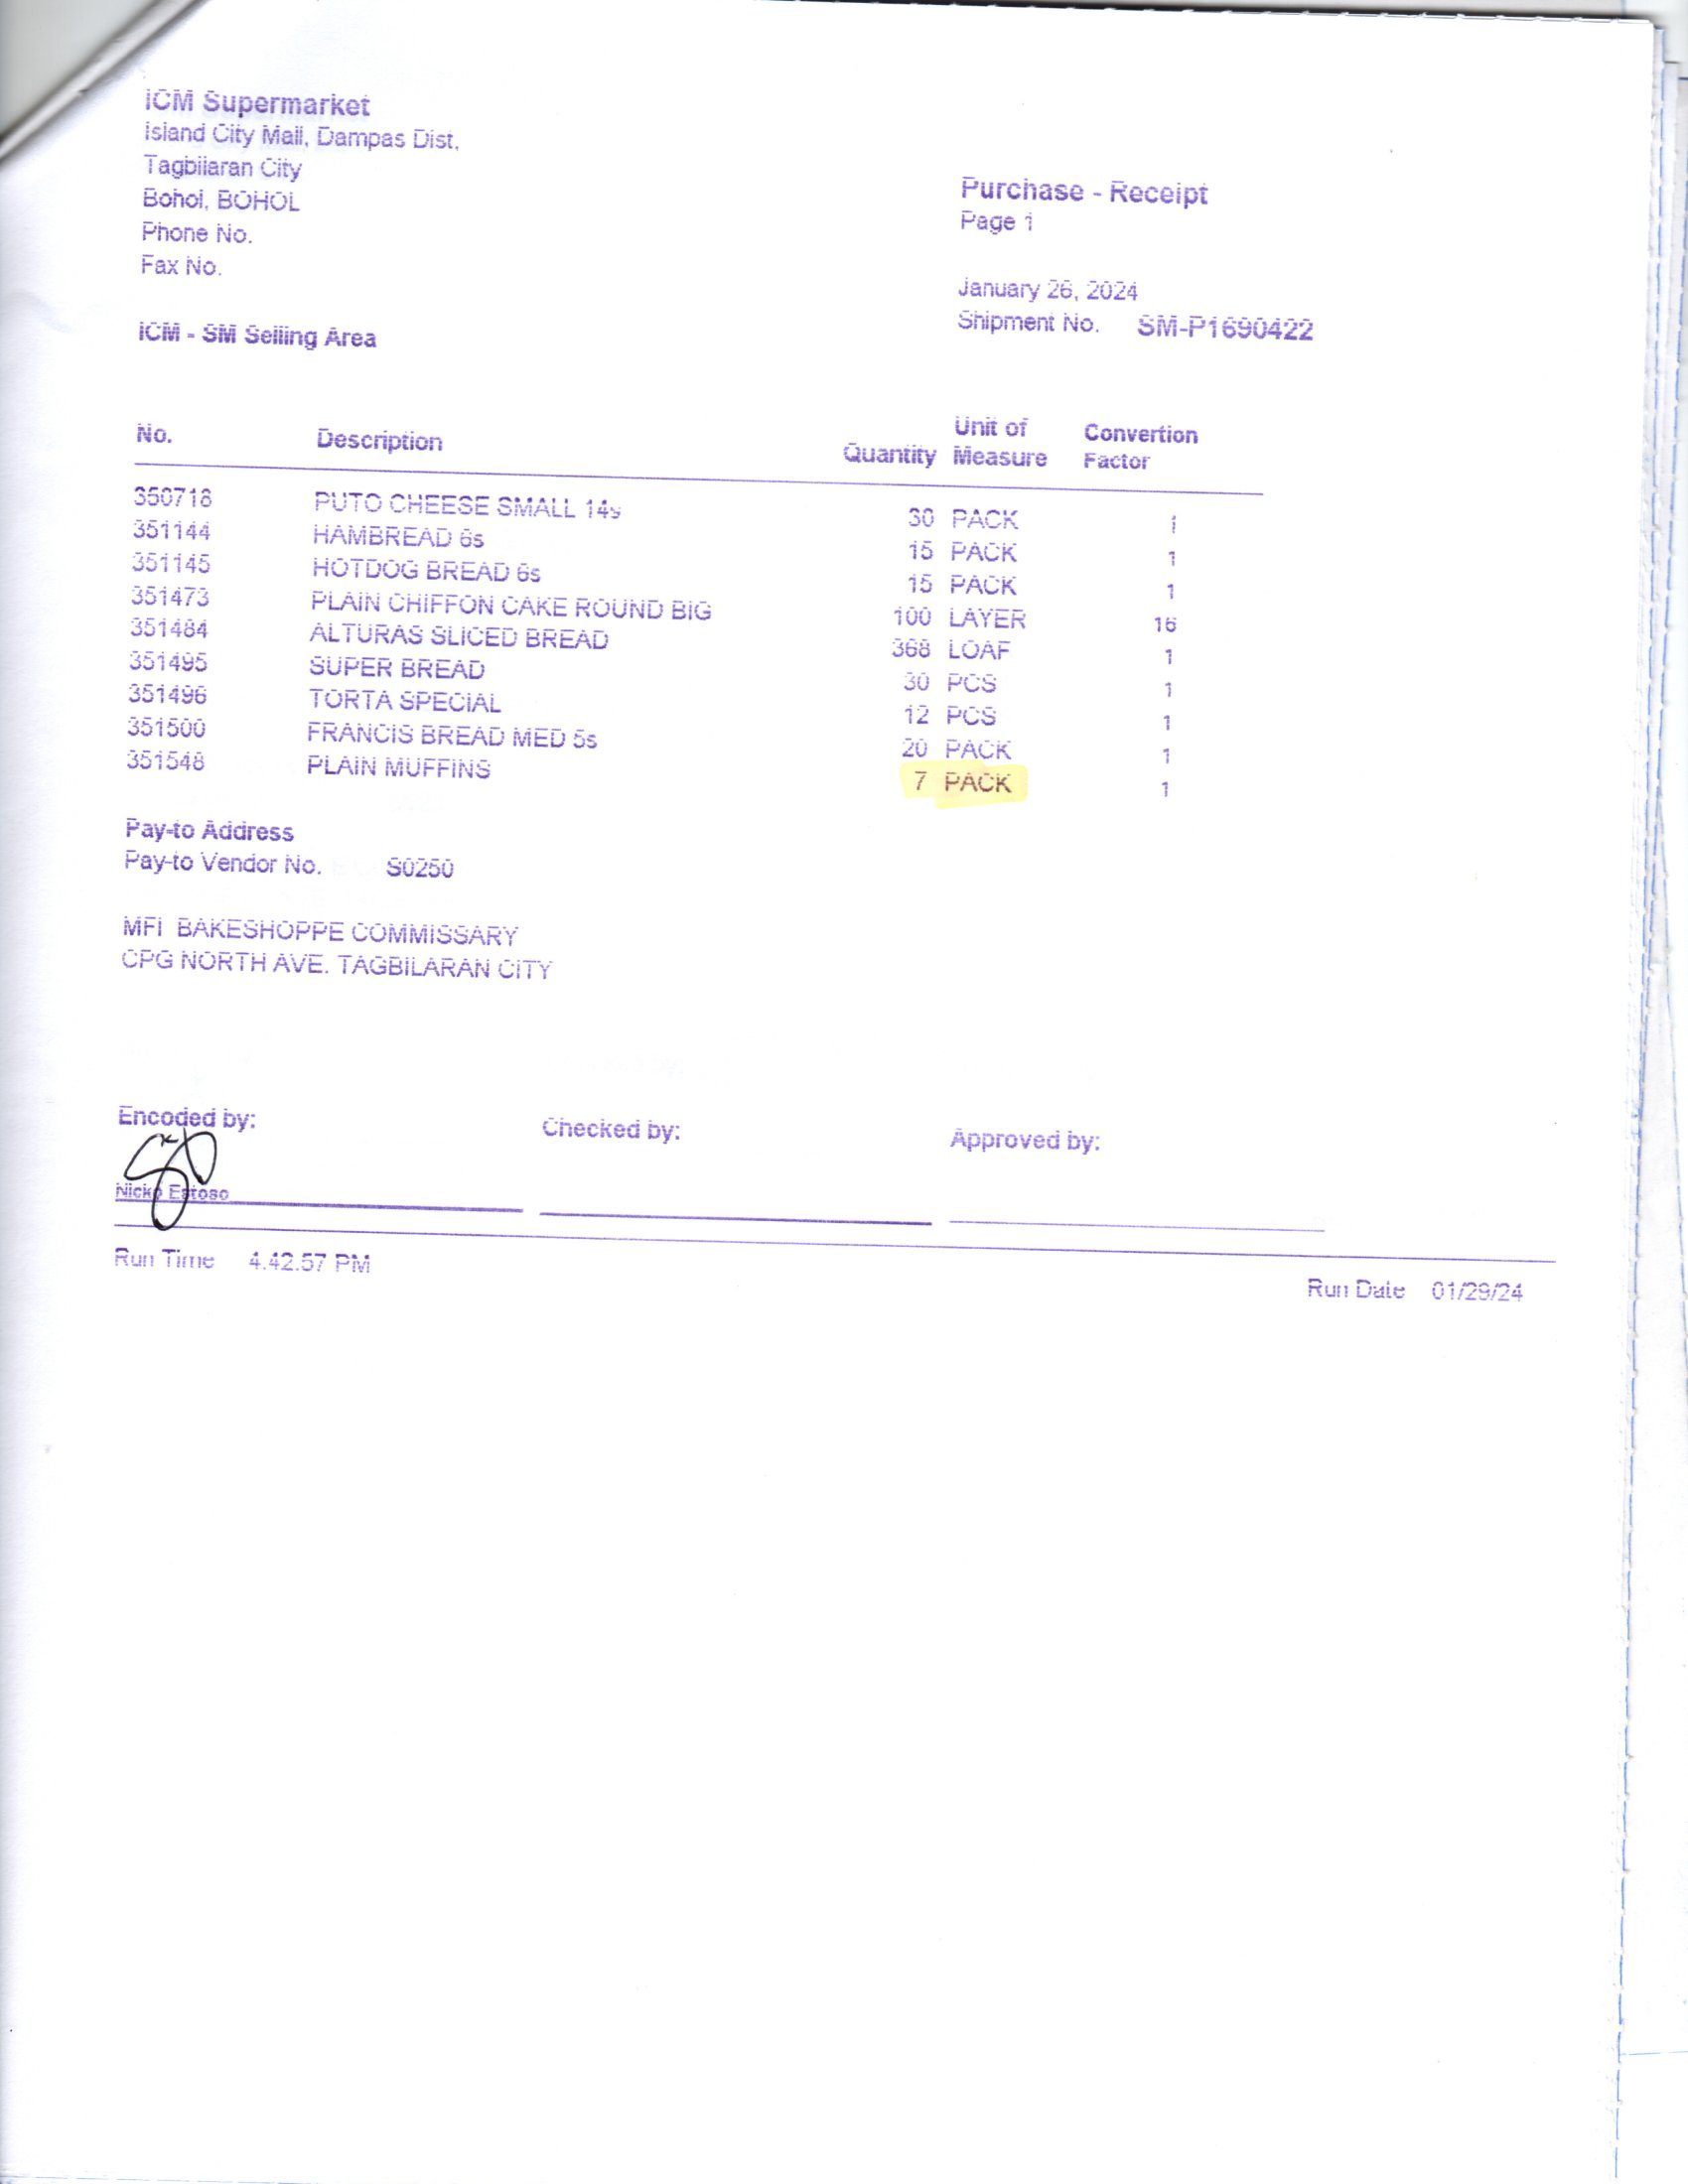 ICM Supermarket
Island City Mall, Dampas Dist.
Tagbilaran City
Bohol, BOHOL
Phone No.
Fax No.
ICM - SM Selling Area
Purchase - Receipt
Page 1
January 26, 2024
Shipment No. SM-P1690422
No. Description Quantity Unit of Measure Convertion Factor
350718 PUTO CHEESE SMALL 14s 30 PACK 1
351144 HAMBREAD 6s 15 PACK 1
351145 HOTDOG BREAD 6s 15 PACK 1
351473 PLAIN CHIFFON CAKE ROUND BIG 100 LAYER 16
351484 ALTURAS SLICED BREAD 368 LOAF 1
351495 SUPER BREAD 30 PCS 1
351496 TORTA SPECIAL 12 PCS 1
351500 FRANCIS BREAD MED 5s 20 PACK 1
351548 PLAIN MUFFINS 7 PACK 1
Pay-to Address
Pay-to Vendor No. S0250
MFI BAKESHOPPE COMMISSARY
CPG NORTH AVE. TAGBILARAN CITY
Encoded by: Checked by: Approved by:
Nicko Estoso
Run Time 4.42.57 PM
Run Date 01/29/24